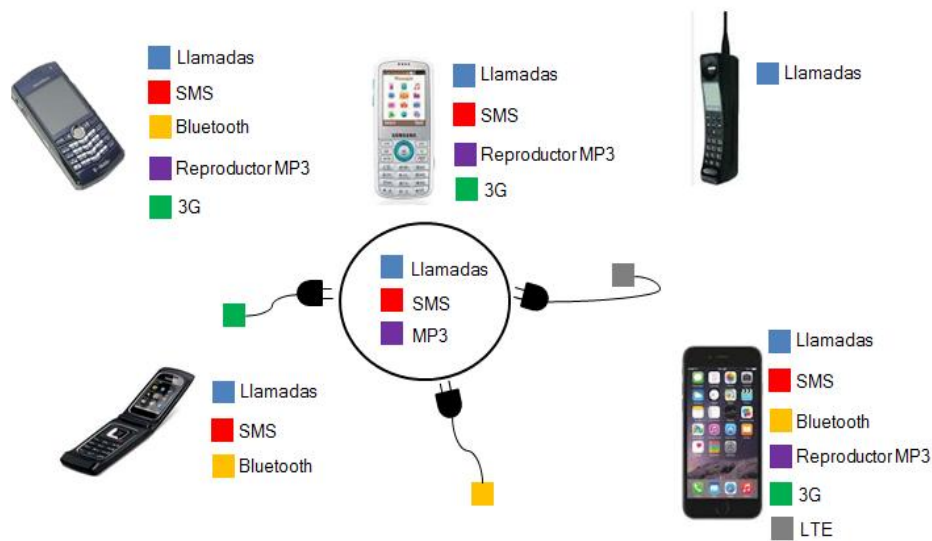 Llamadas
SMS
Bluetooth
Reproductor MP3
3G
Llamadas
SMS
Reproductor MP3
3G
SAMSUNG
Llamadas
Llamadas
SMS
MP3
Llamadas
SMS
Bluetooth
Llamadas
SMS
Bluetooth
Reproductor MP3
3G
LTE